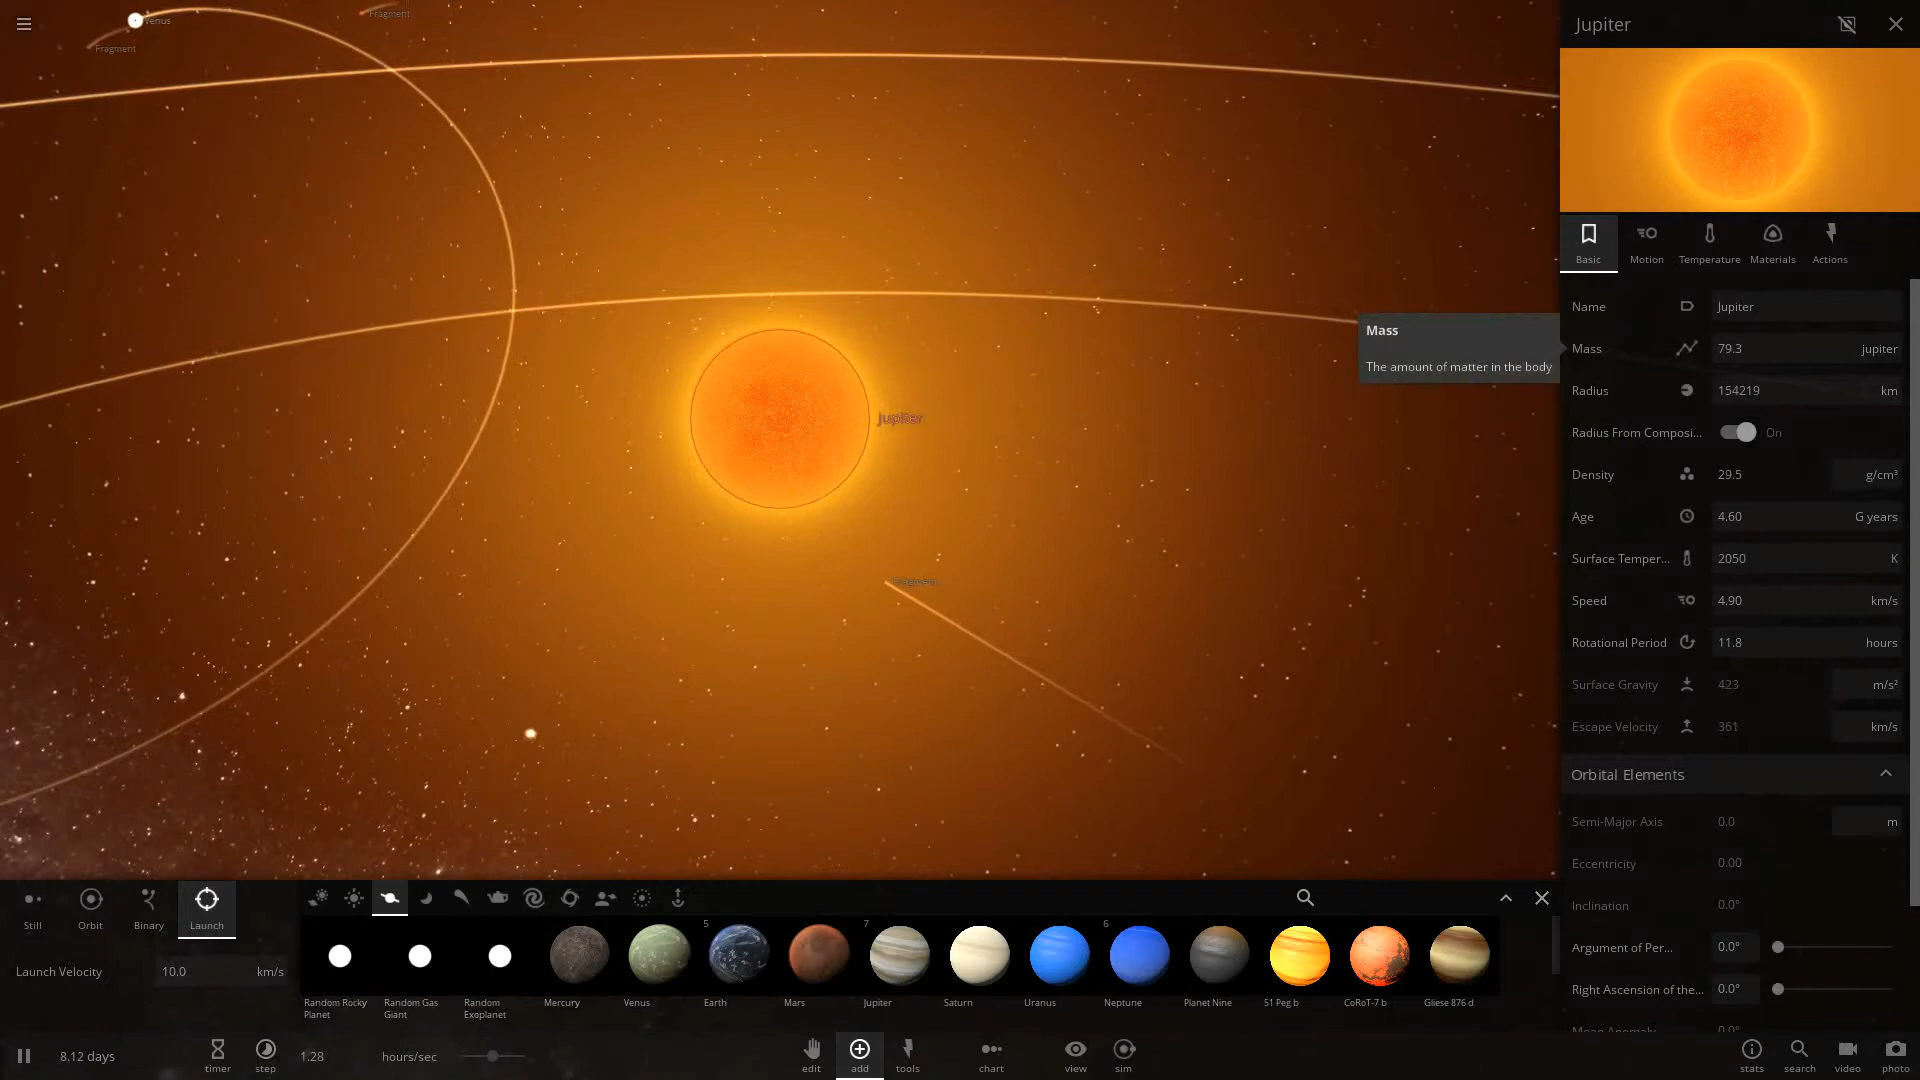 Venus
Fragment
Fragment
Jupiter
Fragment
Mass
The amount of matter in the body
Jupiter
Basic
Motion
Temperature
Materials
Actions
Name Jupiter
Mass 79.3 jupiter
Radius 154219 km
Radius From Composi... On
Density 29.5 g/cm³
Age 4.60 G years
Surface Temper... 2050 K
Speed 4.90 km/s
Rotational Period 11.8 hours
Surface Gravity 423 m/s²
Escape Velocity 361 km/s
Orbital Elements
Semi-Major Axis 0.0 m
Eccentricity 0.00
Inclination 0.0°
Argument of Per... 0.0°
Right Ascension of the... 0.0°
Mean Anomaly 0.0°
Still
Orbit
Binary
Launch
Launch Velocity 10.0 km/s
5
7
6
Random Rocky
Planet
Random Gas
Giant
Random
Exoplanet
Mercury
Venus
Earth
Mars
Jupiter
Saturn
Uranus
Neptune
Planet Nine
51 Peg b
CoRoT-7 b
Gliese 876 d
8.12 days
timer
step
1.28 hours/sec
edit
add
tools
chart
view
sim
stats
search
video
photo